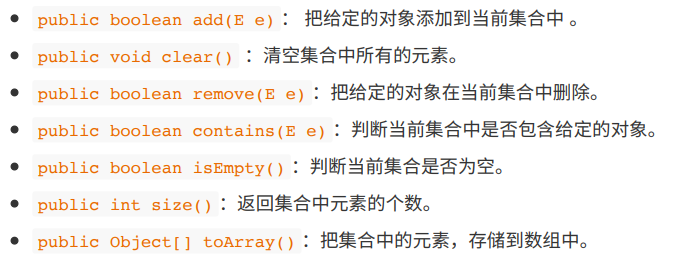 • public boolean add(E e)： 把给定的对象添加到当前集合中 。
• public void clear() ：清空集合中所有的元素。
• public boolean remove(E e)：把给定的对象在当前集合中删除。
• public boolean contains(E e)：判断当前集合中是否包含给定的对象。
• public boolean isEmpty()：判断当前集合是否为空。
• public int size()：返回集合中元素的个数。
• public Object[] toArray()：把集合中的元素，存储到数组中。